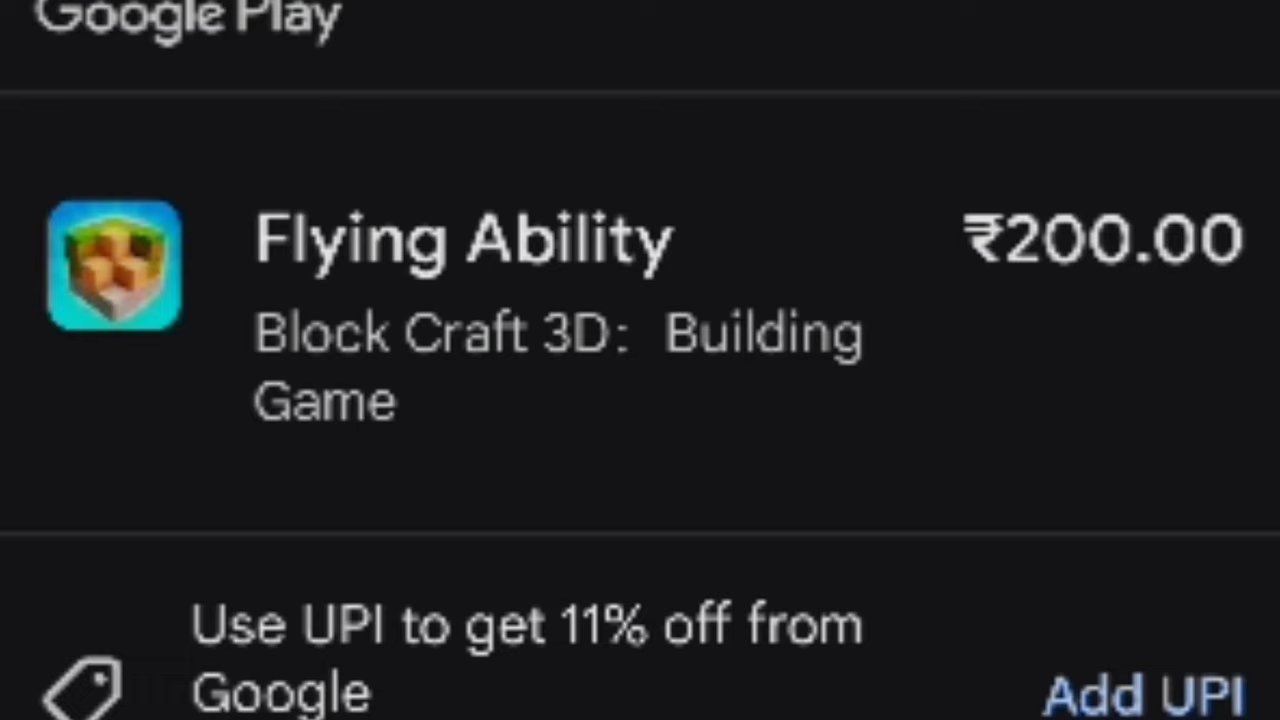 Google Play
Flying Ability
₹200.00
Block Craft 3D: Building
Game
Use UPI to get 11% off from
Google
Add UPI